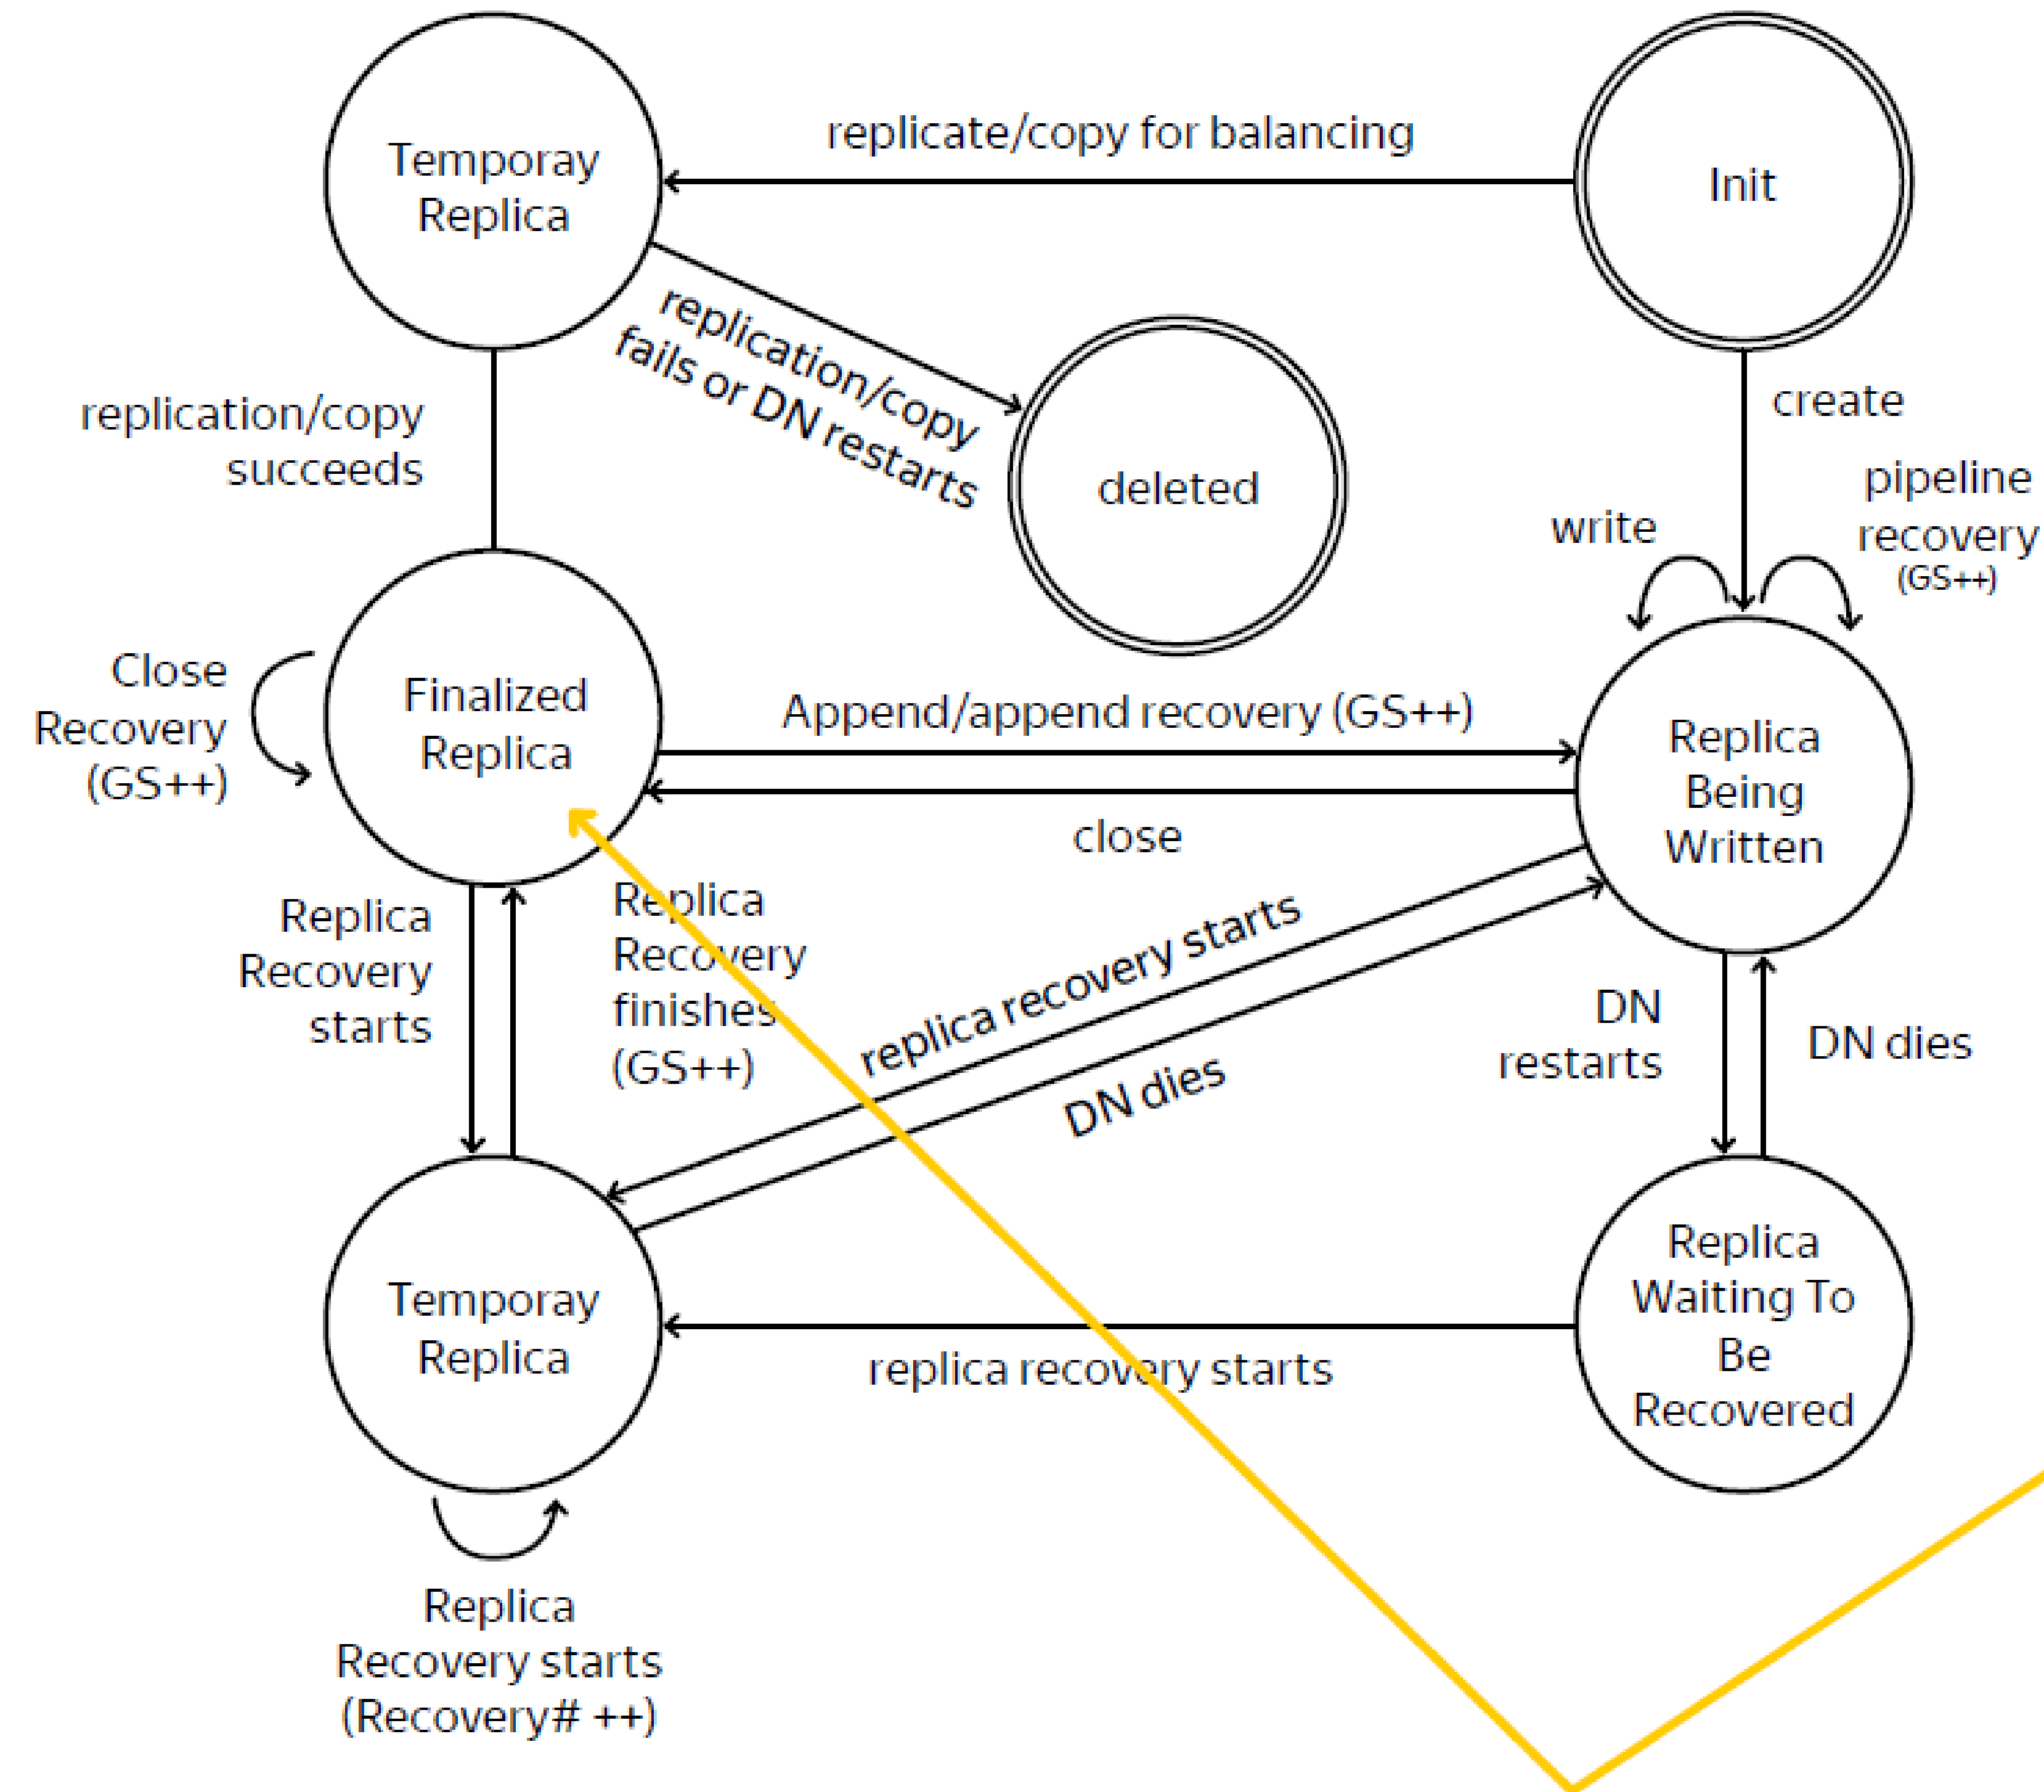 Temporay
Replica
replicate/copy for balancing
Init
replication/copy
fails or DN restarts
deleted
replication/copy
succeeds
create
pipeline
recovery
(GS++)
write
Close
Recovery
(GS++)
Finalized
Replica
Append/append recovery (GS++)
close
Replica
Being
Written
Replica
Recovery
starts
Replica
Recovery
finishes
(GS++)
replica recovery starts
DN dies
DN
restarts
DN dies
Temporay
Replica
replica recovery starts
Replica
Waiting To
Be
Recovered
Replica
Recovery starts
(Recovery# ++)